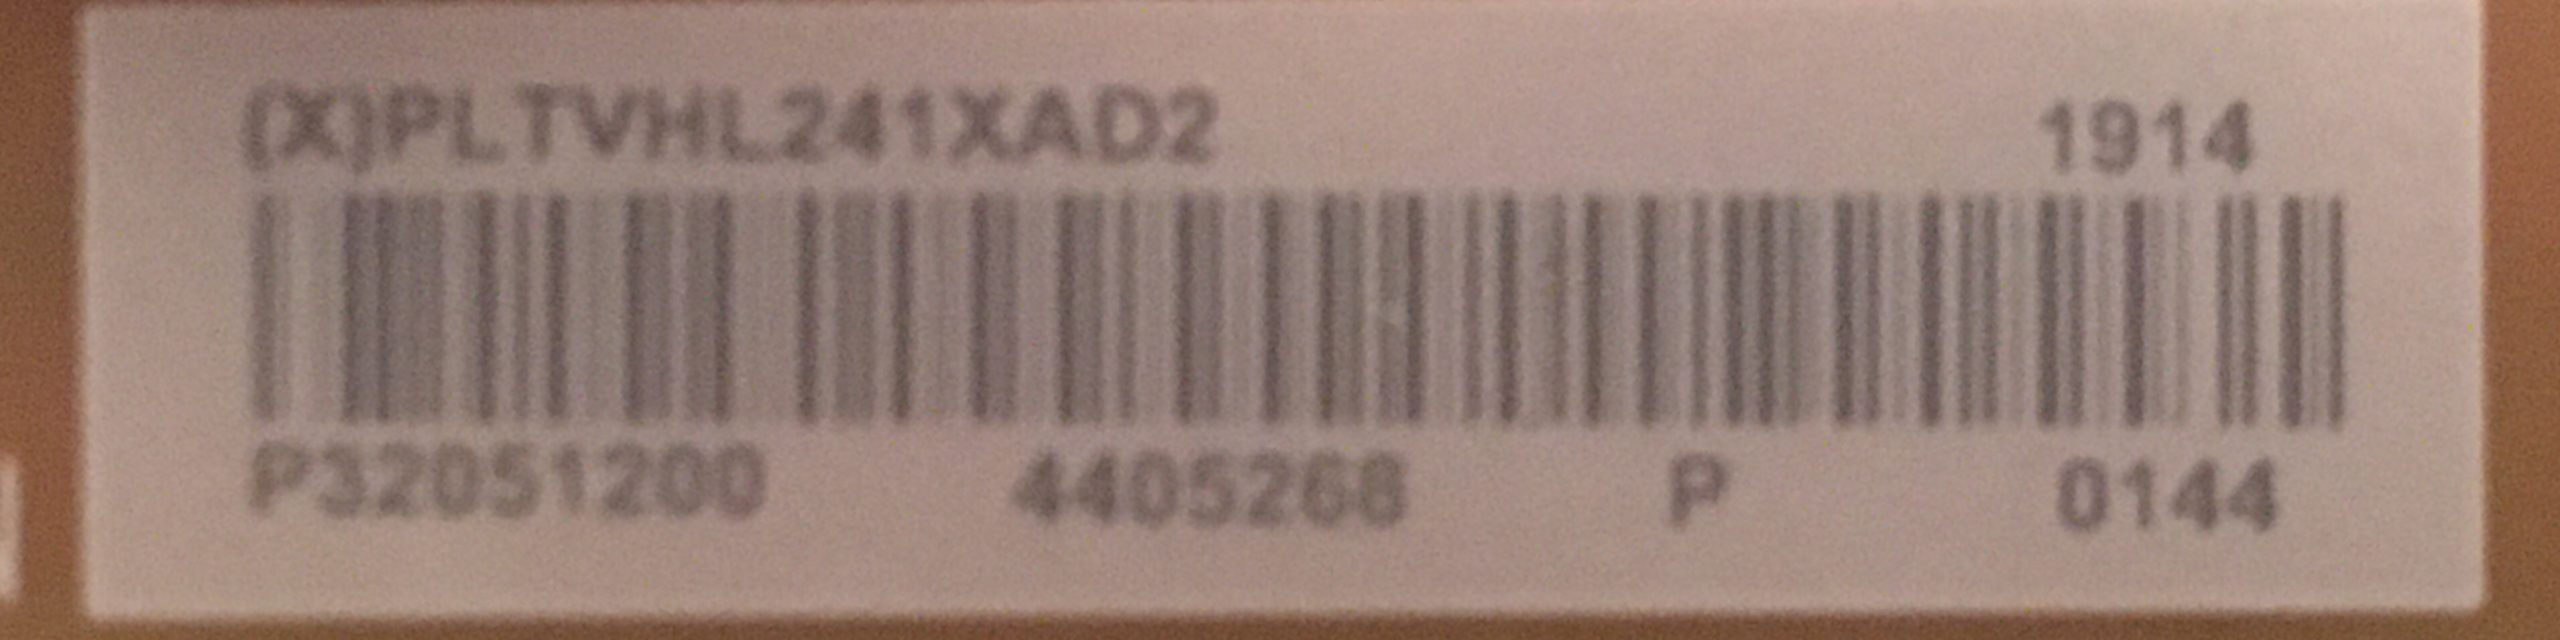 (X)PLTVHL241XAD2 1914
P32051200 4405268 P 0144